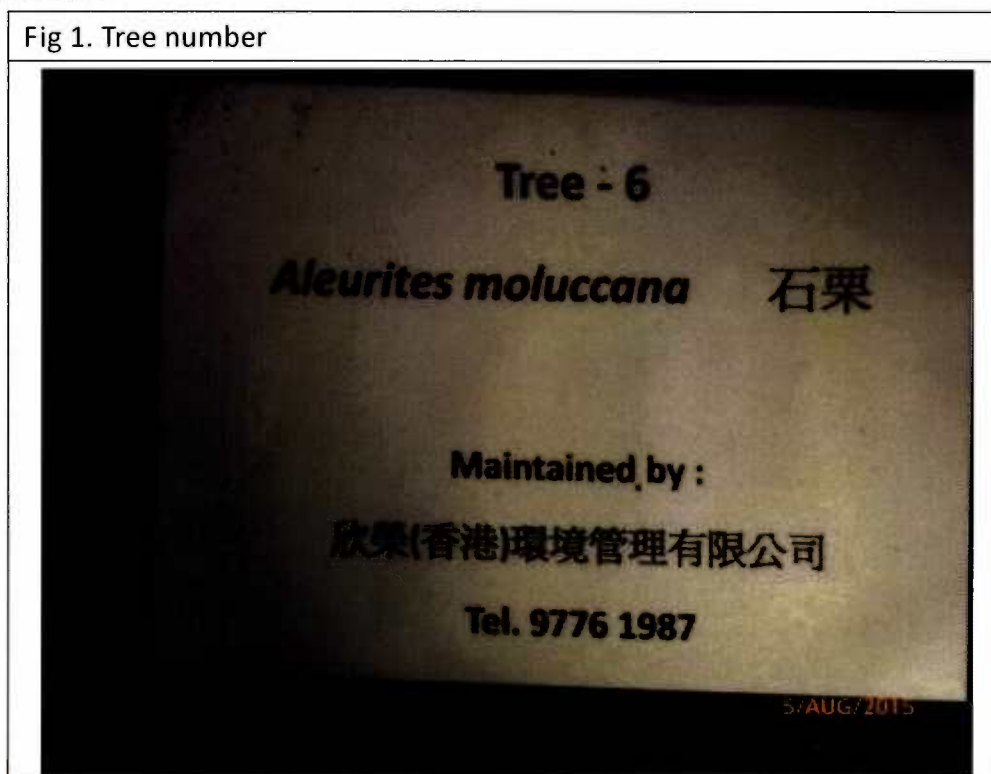 Fig 1. Tree number
Tree - 6
Aleurites moluccana 石栗
Maintained by :
欣榮(香港)環境管理有限公司
Tel. 9776 1987
5/AUG/2015